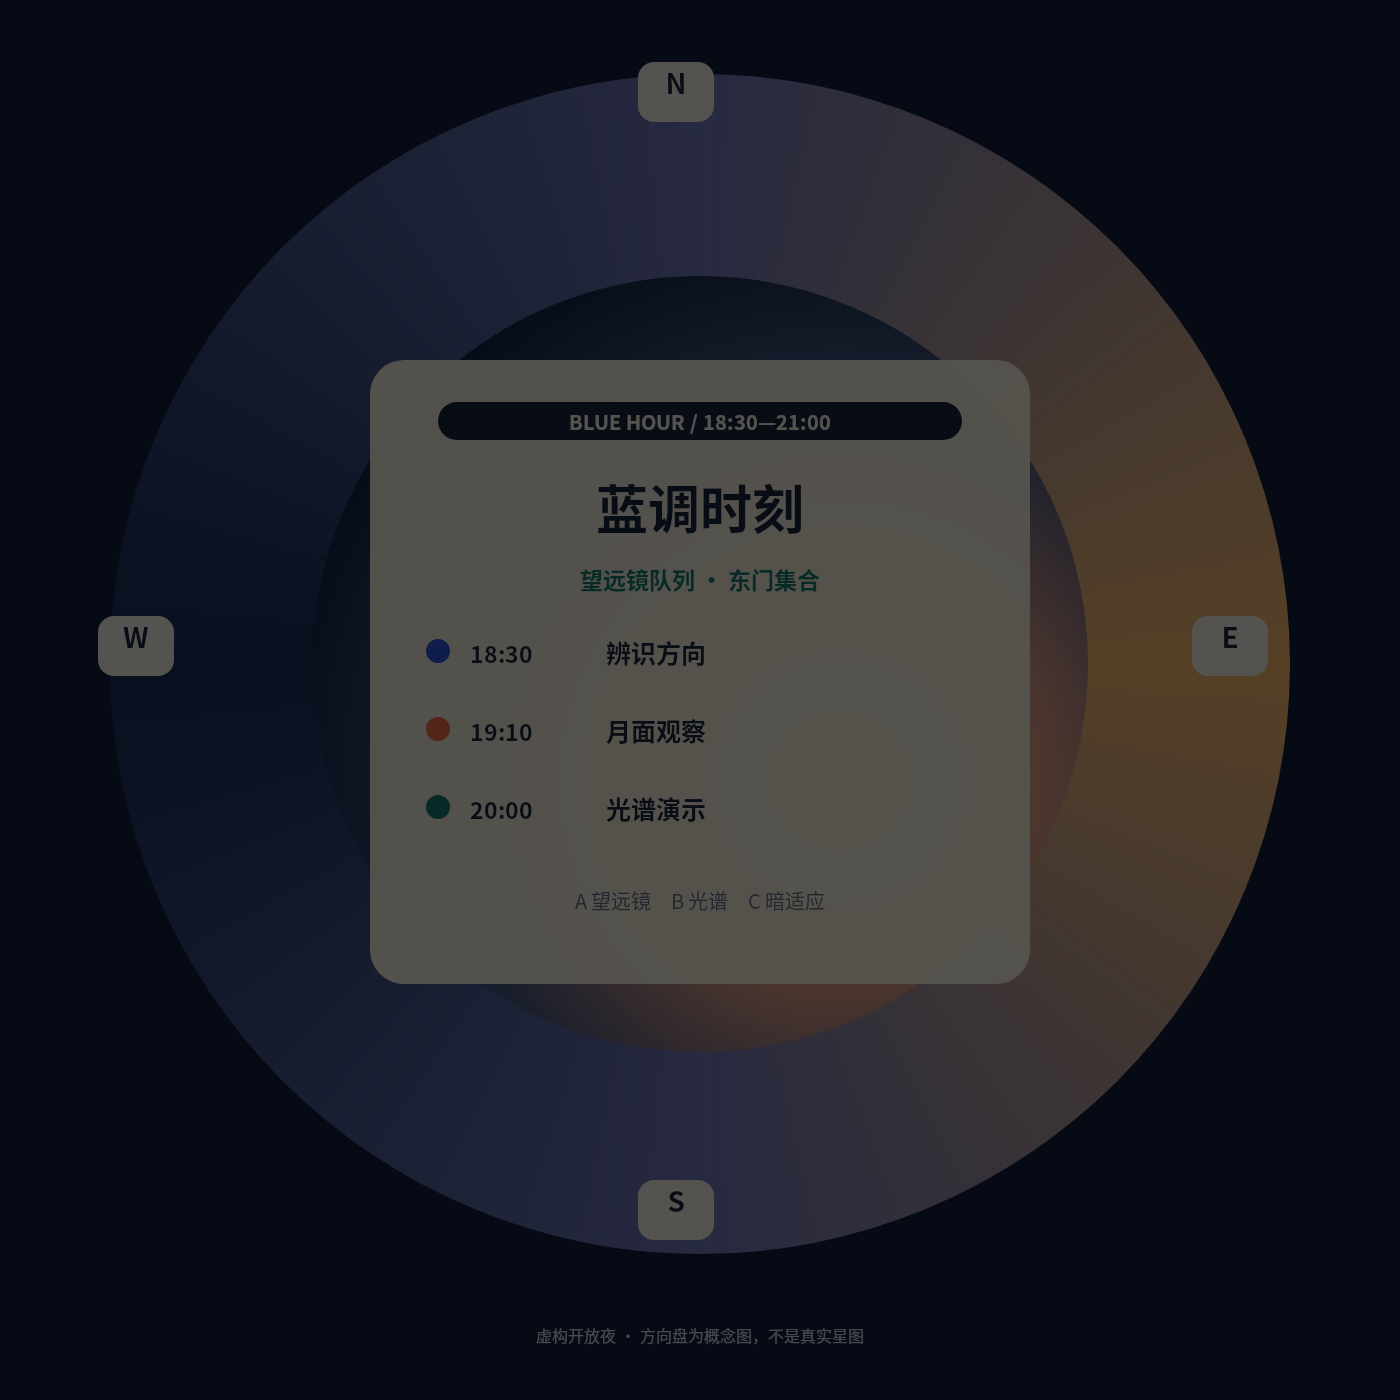 N
BLUE HOUR / 18:30—21:00
蓝调时刻
望远镜队列 · 东门集合
W
E
18:30 辨识方向
19:10 月面观察
20:00 光谱演示
A 望远镜 B 光谱 C 暗适应
S
虚构开放夜 · 方向盘为概念图，不是真实星图